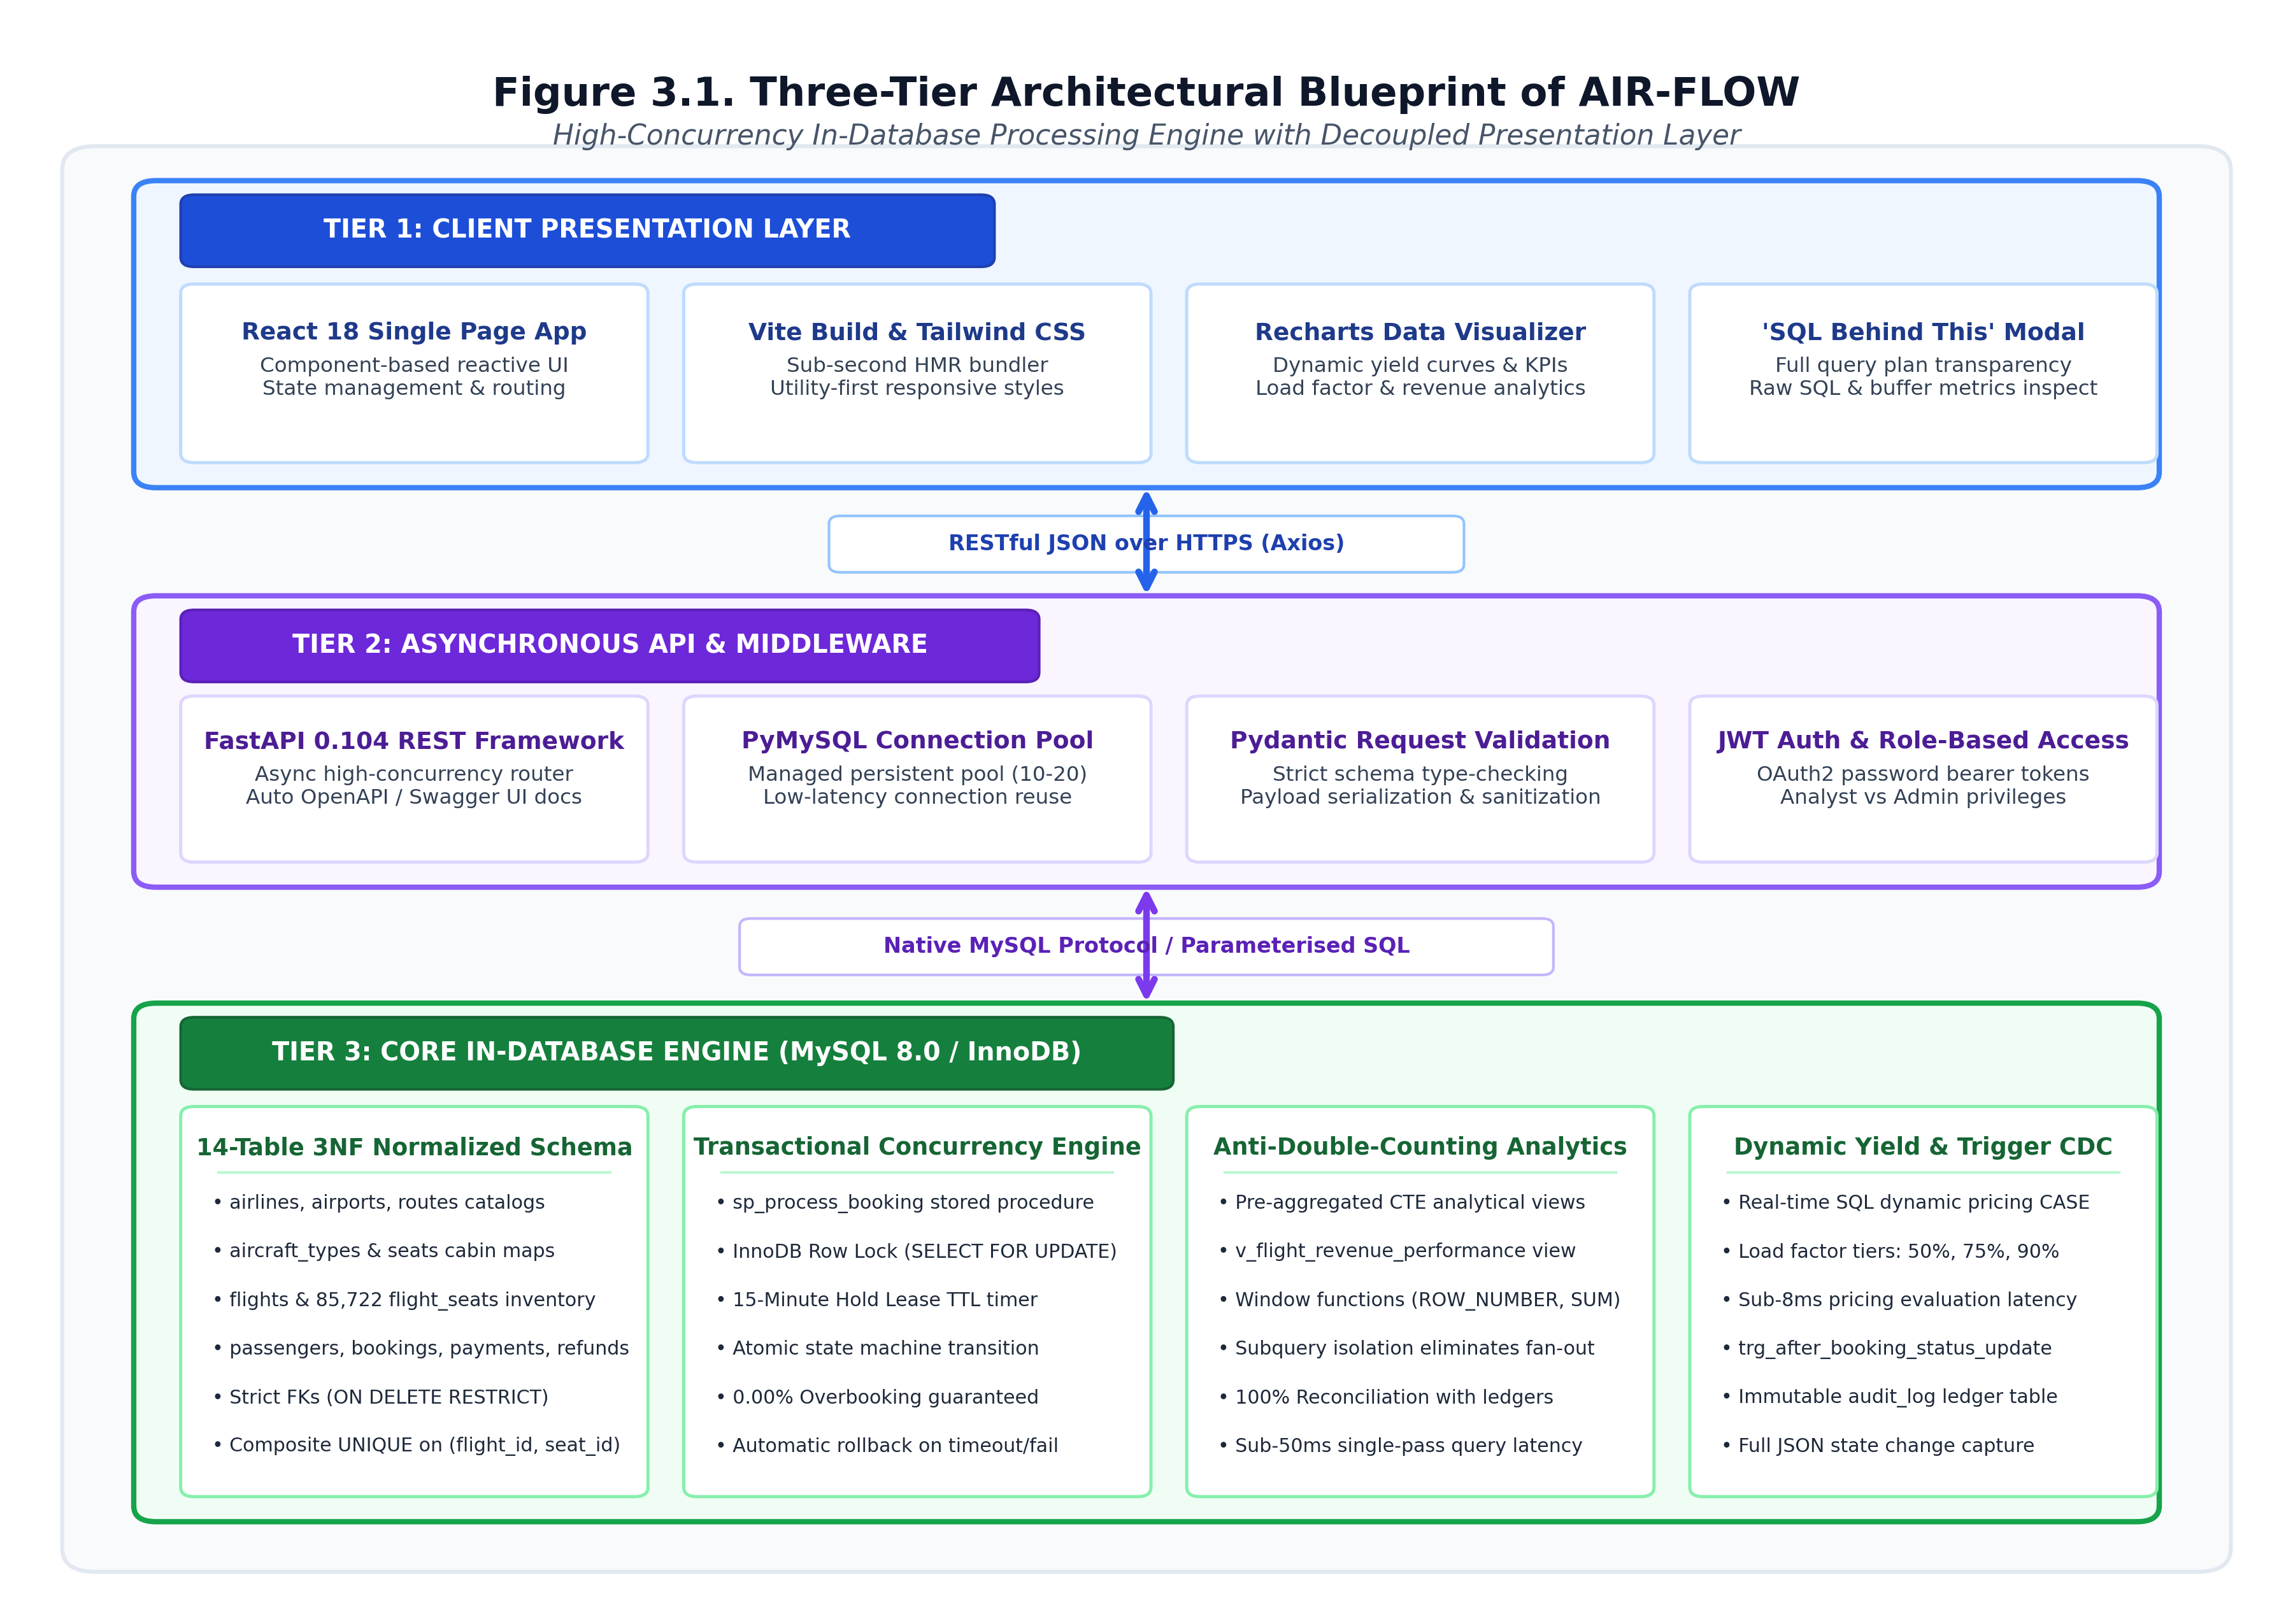 Figure 3.1. Three-Tier Architectural Blueprint of AIR-FLOW
High-Concurrency In-Database Processing Engine with Decoupled Presentation Layer
TIER 1: CLIENT PRESENTATION LAYER
React 18 Single Page App
Component-based reactive UI
State management & routing
Vite Build & Tailwind CSS
Sub-second HMR bundler
Utility-first responsive styles
Recharts Data Visualizer
Dynamic yield curves & KPIs
Load factor & revenue analytics
'SQL Behind This' Modal
Full query plan transparency
Raw SQL & buffer metrics inspect
RESTful JSON over HTTPS (Axios)
TIER 2: ASYNCHRONOUS API & MIDDLEWARE
FastAPI 0.104 REST Framework
Async high-concurrency router
Auto OpenAPI / Swagger UI docs
PyMySQL Connection Pool
Managed persistent pool (10-20)
Low-latency connection reuse
Pydantic Request Validation
Strict schema type-checking
Payload serialization & sanitization
JWT Auth & Role-Based Access
OAuth2 password bearer tokens
Analyst vs Admin privileges
Native MySQL Protocol / Parameterised SQL
TIER 3: CORE IN-DATABASE ENGINE (MySQL 8.0 / InnoDB)
14-Table 3NF Normalized Schema
• airlines, airports, routes catalogs
• aircraft_types & seats cabin maps
• flights & 85,722 flight_seats inventory
• passengers, bookings, payments, refunds
• Strict FKs (ON DELETE RESTRICT)
• Composite UNIQUE on (flight_id, seat_id)
Transactional Concurrency Engine
• sp_process_booking stored procedure
• InnoDB Row Lock (SELECT FOR UPDATE)
• 15-Minute Hold Lease TTL timer
• Atomic state machine transition
• 0.00% Overbooking guaranteed
• Automatic rollback on timeout/fail
Anti-Double-Counting Analytics
• Pre-aggregated CTE analytical views
• v_flight_revenue_performance view
• Window functions (ROW_NUMBER, SUM)
• Subquery isolation eliminates fan-out
• 100% Reconciliation with ledgers
• Sub-50ms single-pass query latency
Dynamic Yield & Trigger CDC
• Real-time SQL dynamic pricing CASE
• Load factor tiers: 50%, 75%, 90%
• Sub-8ms pricing evaluation latency
• trg_after_booking_status_update
• Immutable audit_log ledger table
• Full JSON state change capture